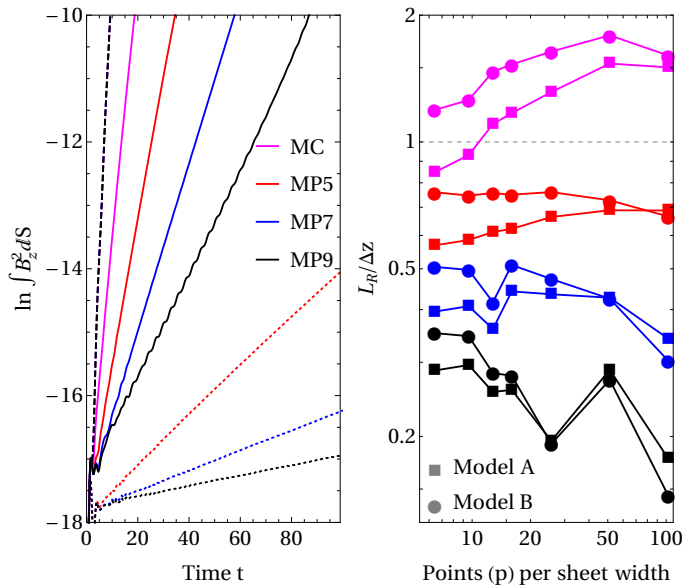 −10
−12
−14
−16
−18
0
20
40
60
80
Time t
ln ∫B_z^2 dS
MC
MP5
MP7
MP9
2
1
0.5
0.2
L_R/Δz
Model A
Model B
10
20
50
100
Points (p) per sheet width